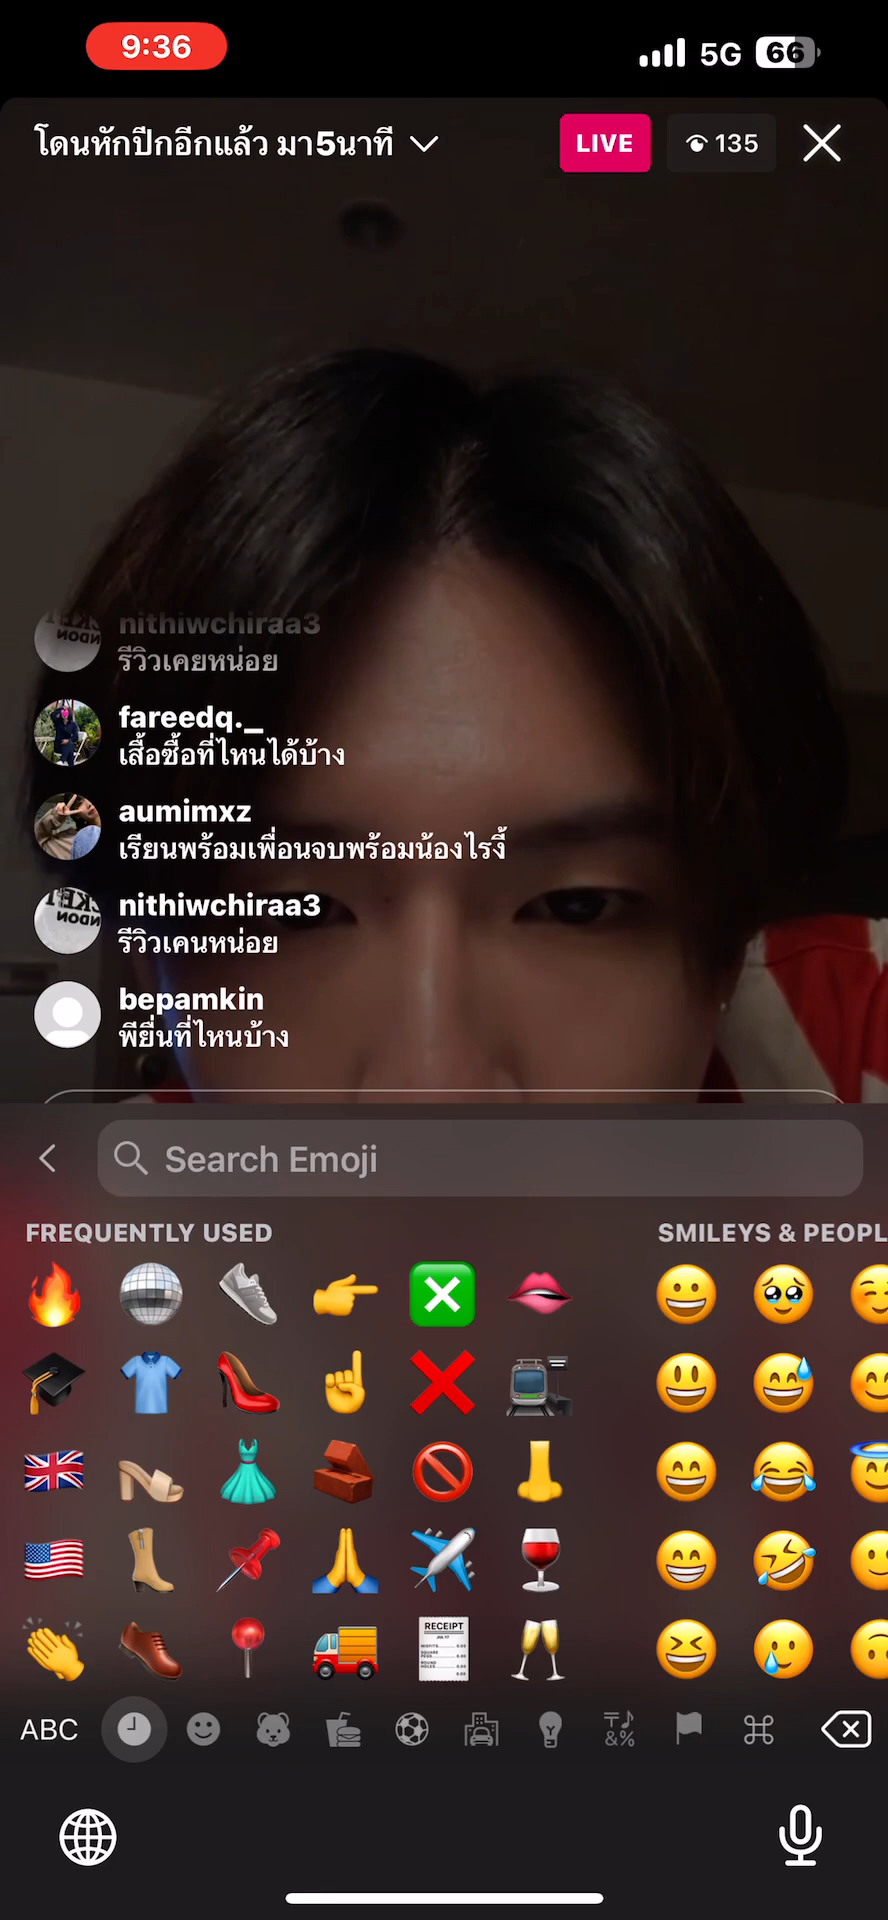 9:36
5G 66
โดนหักปีกอีกแล้ว มา5นาที
LIVE
135
nithiwchiraa3
รีวิวเคยหน่อย
fareedq._
เสื้อซื้อที่ไหนได้บ้าง
aumimxz
เรียนพร้อมเพื่อนจบพร้อมน้องไรงี้
nithiwchiraa3
รีวิวเคนหน่อย
bepamkin
พียื่นที่ไหนบ้าง
Search Emoji
FREQUENTLY USED
SMILEYS & PEOPL
RECEIPT
ABC